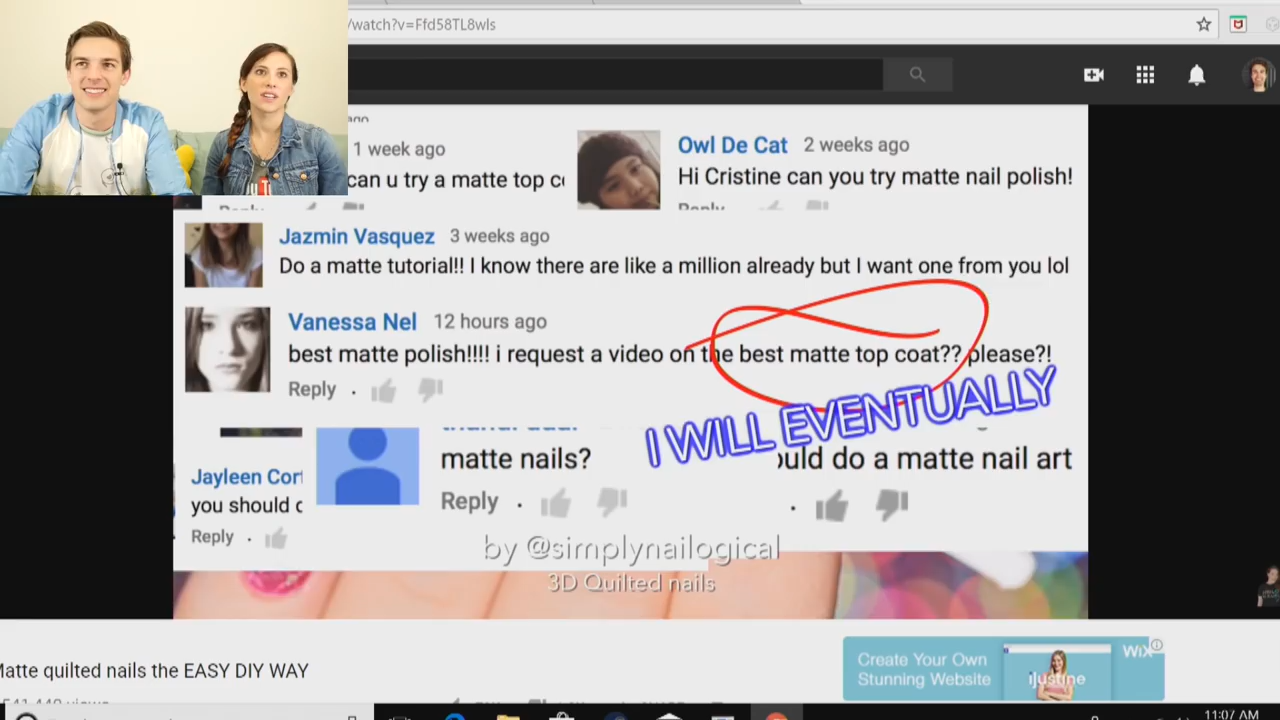 /watch?v=Ffd58TL8wls
1 week ago
can u try a matte top
Owl De Cat 2 weeks ago
Hi Cristine can you try matte nail polish!
Reply
Jazmin Vasquez 3 weeks ago
Do a matte tutorial!! I know there are like a million already but I want one from you lol
Vanessa Nel 12 hours ago
best matte polish!!!! i request a video on the best matte top coat?? please?!
Reply
I WILL EVENTUALLY
matte nails?
Reply
do a matte nail art
Jayleen
you should
Reply
by @simplynailogical
3D Quilted nails
Matte quilted nails the EASY DIY WAY
Create Your Own
Stunning Website
iJustine
WiX
11:07 AM